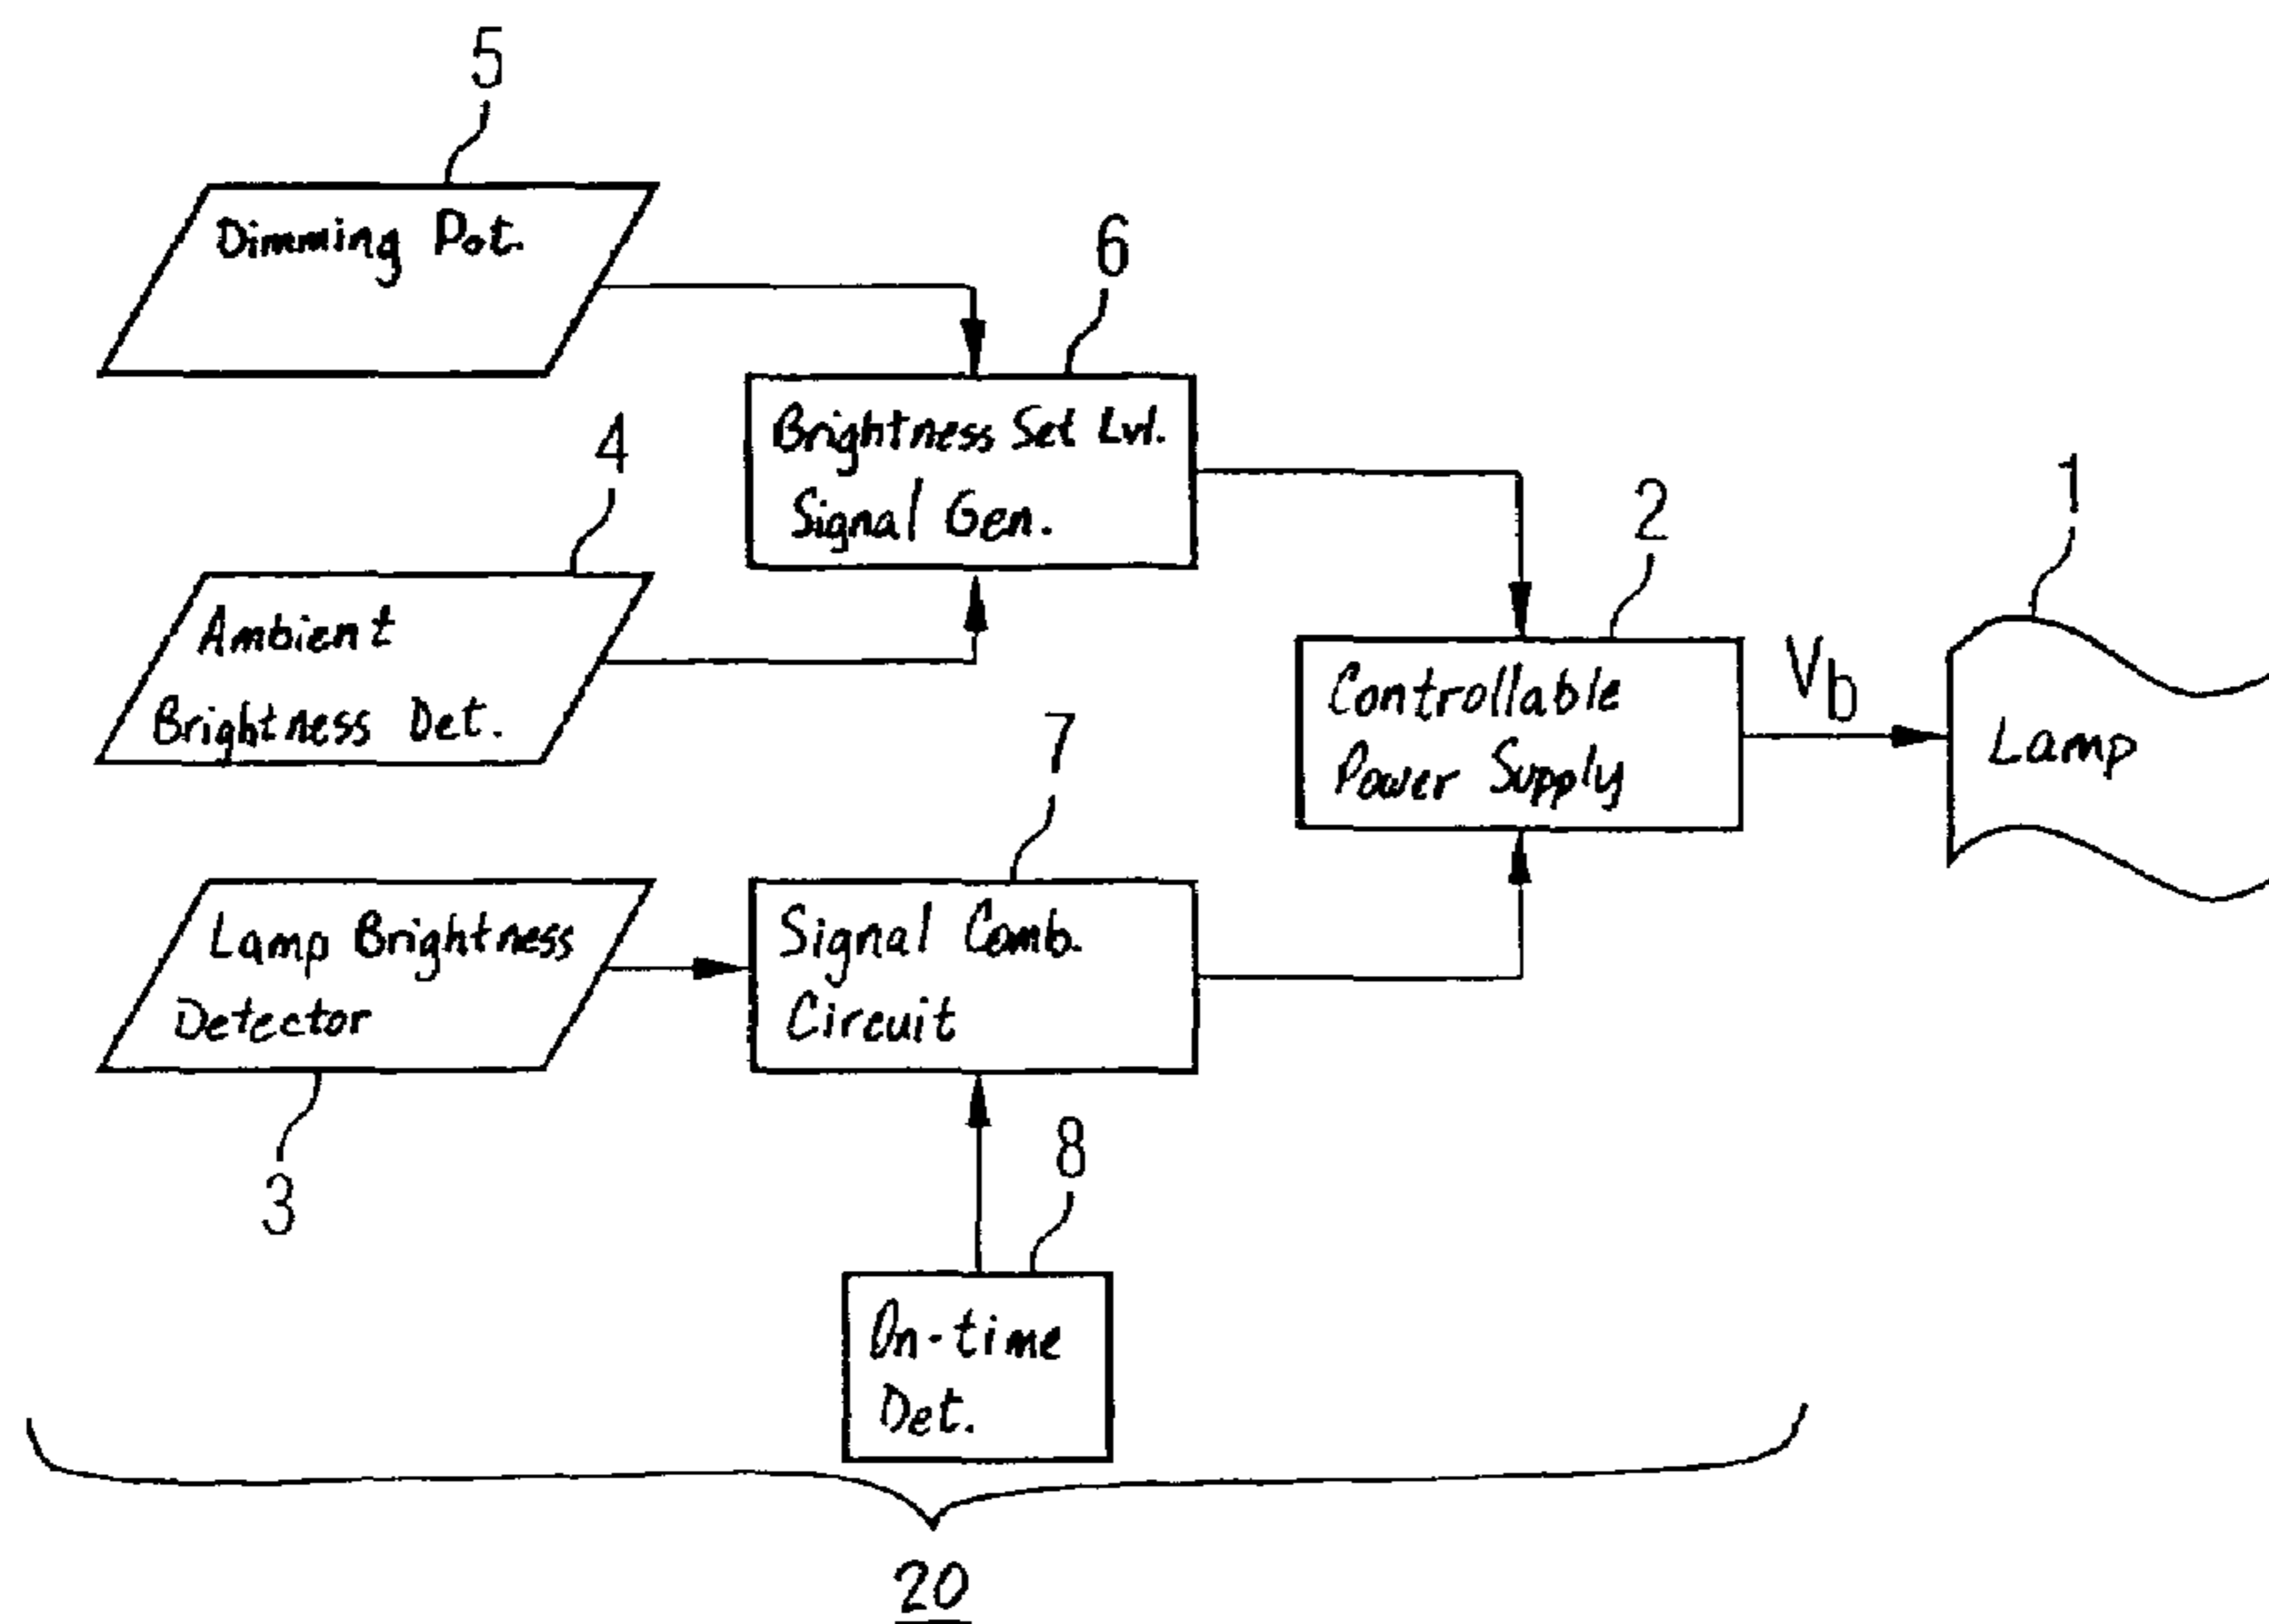 5
Dimming Pot.
6
Brightness Set Lvl.
Signal Gen.
4
Ambient
Brightness Det.
2
Controllable
Power Supply
Vb
1
Lamp
7
Signal Comb.
Circuit
Lamp Brightness
Detector
3
8
On-time
Det.
20